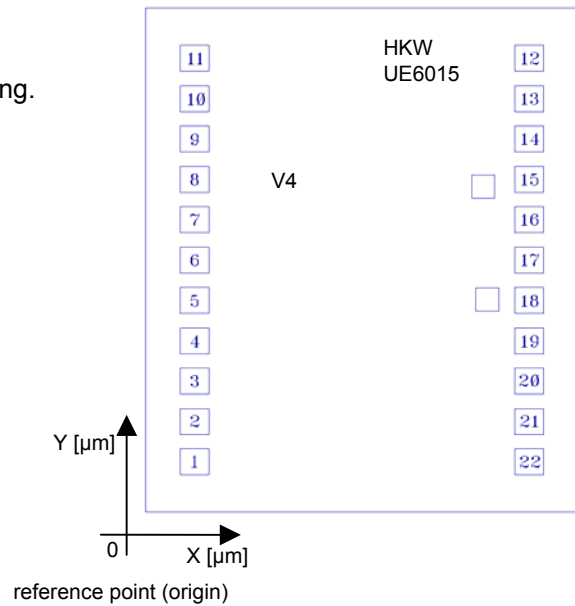 HKW
UE6015
11 12
ng.
10 13
9 14
8 V4 15
7 16
6 17
5 18
4 19
3 20
2 21
Y [µm]
1 22
0
X [µm]
reference point (origin)